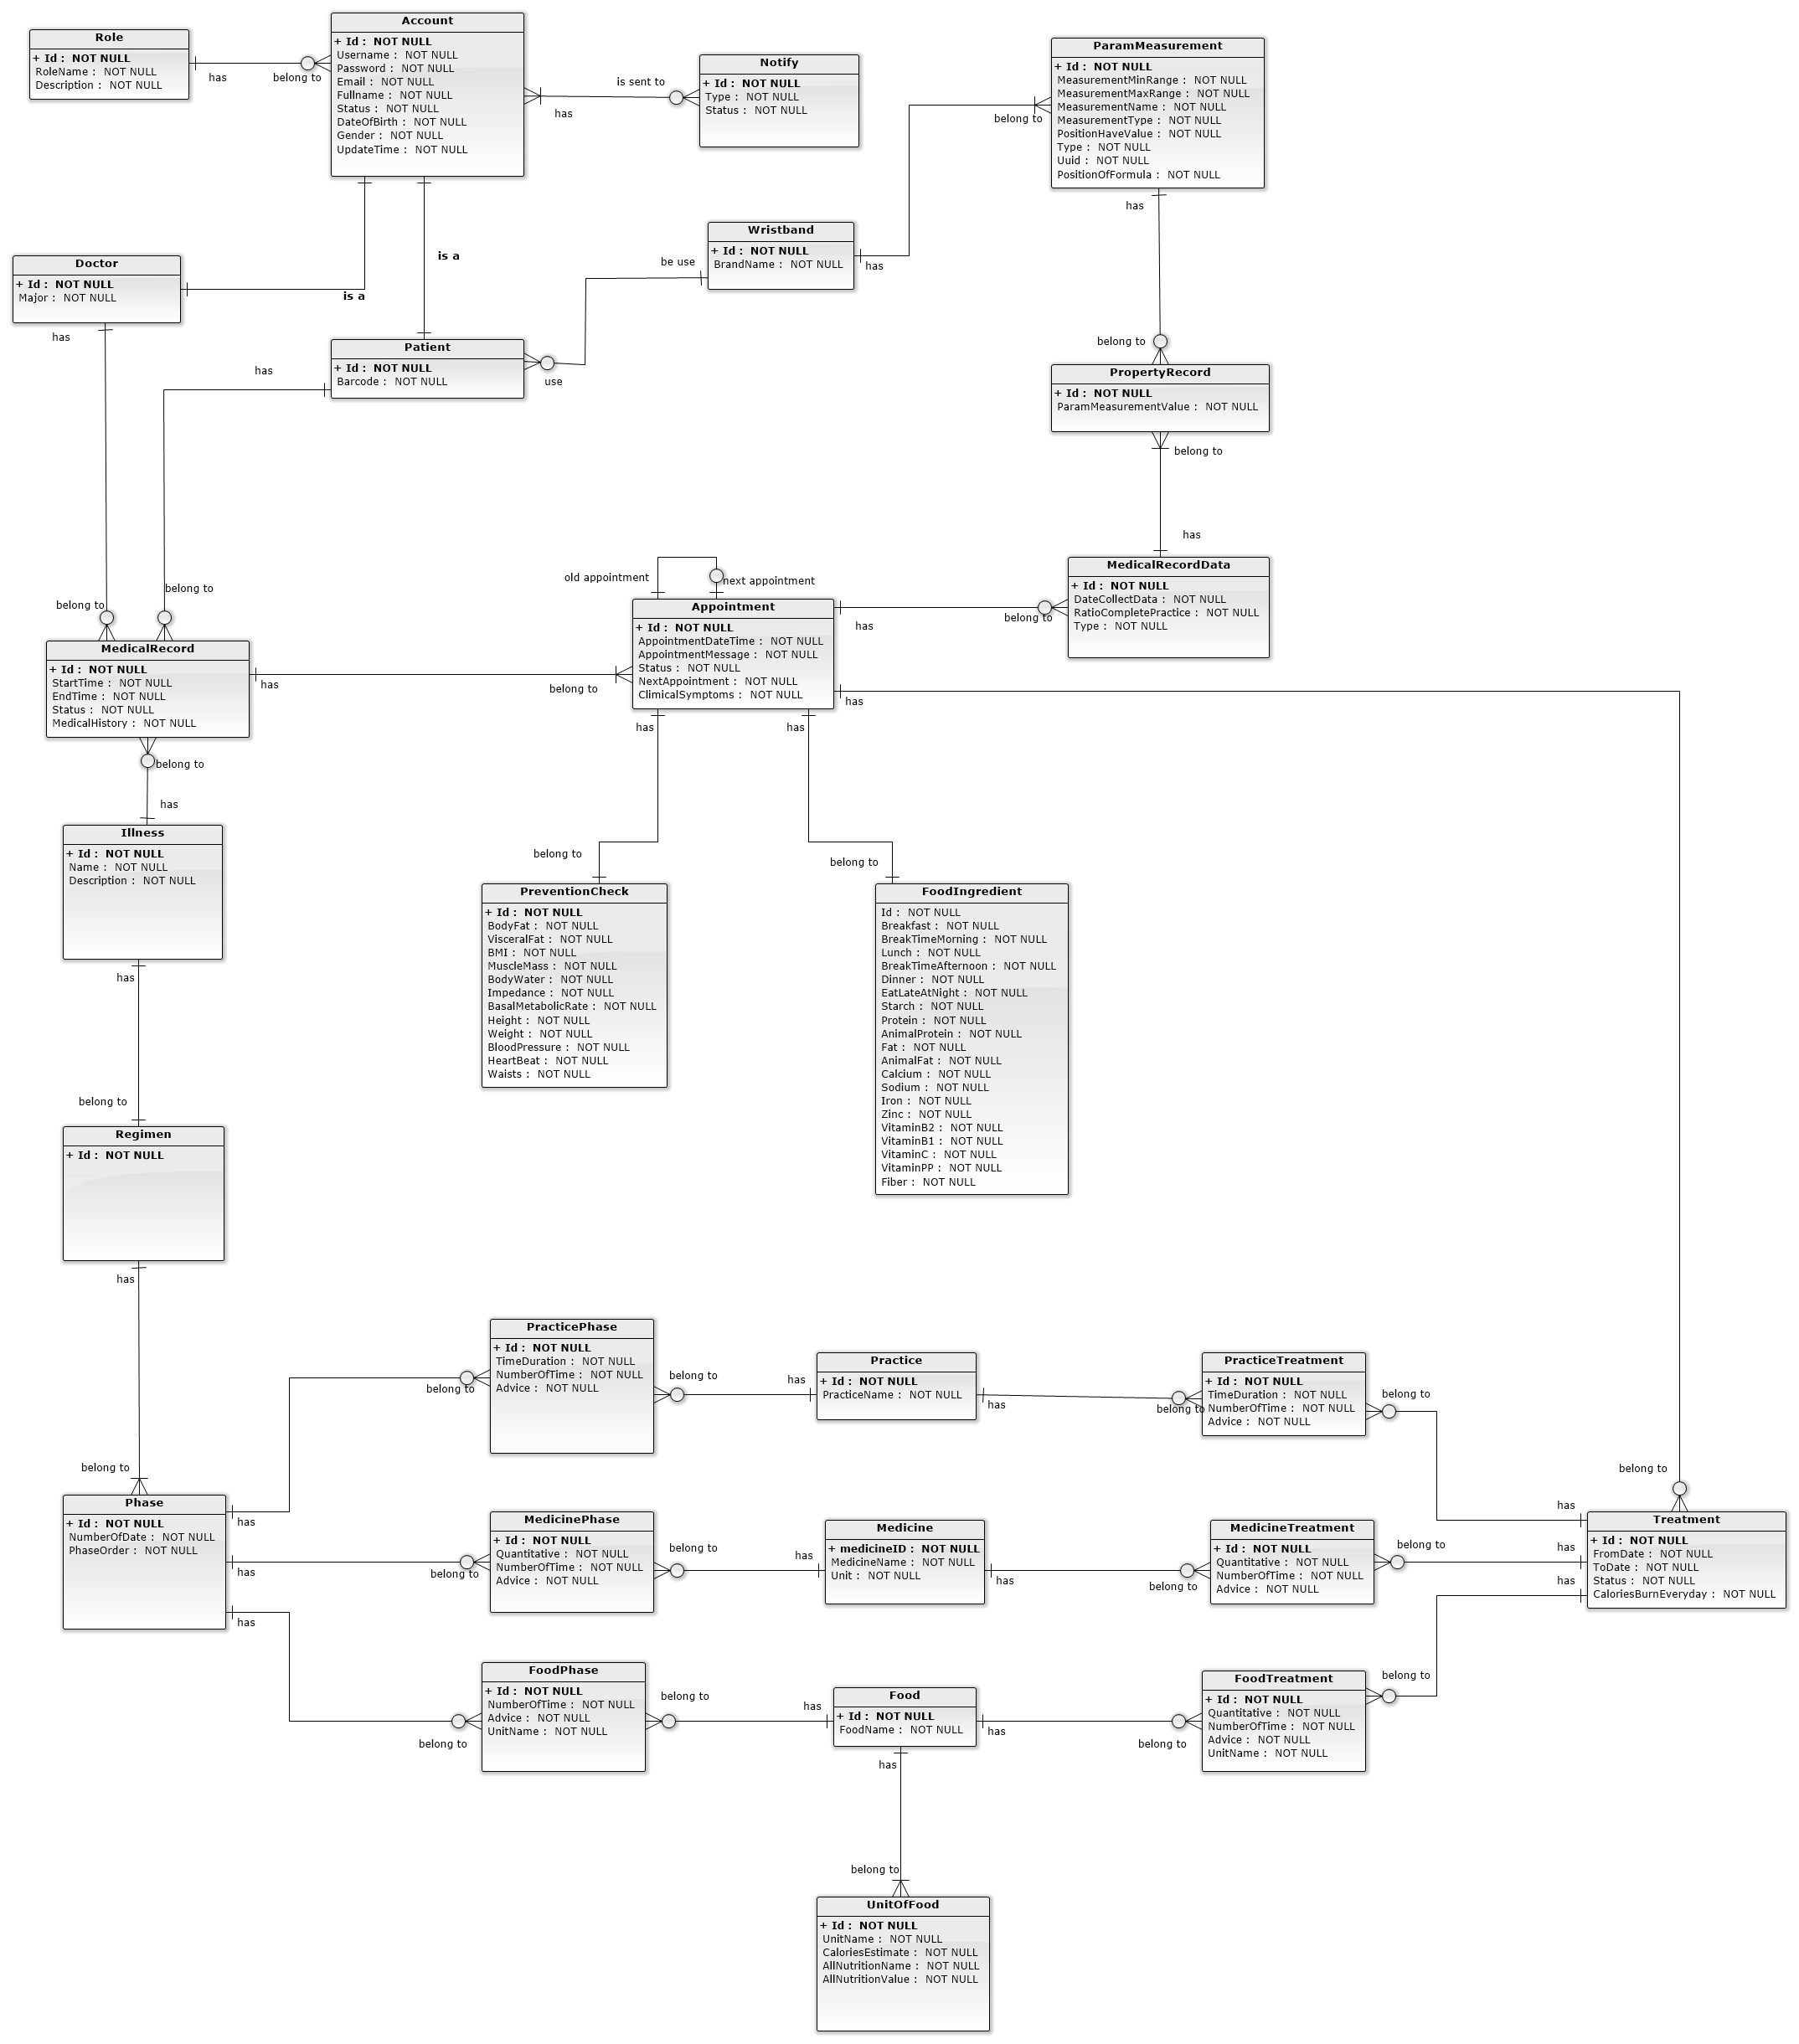 Role
+ Id : NOT NULL
RoleName : NOT NULL
Description : NOT NULL
has
belong to
Account
+ Id : NOT NULL
Username : NOT NULL
Password : NOT NULL
Email : NOT NULL
Fullname : NOT NULL
Status : NOT NULL
DateOfBirth : NOT NULL
Gender : NOT NULL
UpdateTime : NOT NULL
has
is sent to
Notify
+ Id : NOT NULL
Type : NOT NULL
Status : NOT NULL
ParamMeasurement
+ Id : NOT NULL
MeasurementMinRange : NOT NULL
MeasurementMaxRange : NOT NULL
MeasurementName : NOT NULL
MeasurementType : NOT NULL
PositionHaveValue : NOT NULL
Type : NOT NULL
Uuid : NOT NULL
PositionOfFormula : NOT NULL
belong to
has
Wristband
+ Id : NOT NULL
BrandName : NOT NULL
has
be use
use
is a
is a
Doctor
+ Id : NOT NULL
Major : NOT NULL
has
Patient
+ Id : NOT NULL
Barcode : NOT NULL
has
belong to
PropertyRecord
+ Id : NOT NULL
ParamMeasurementValue : NOT NULL
belong to
has
MedicalRecordData
+ Id : NOT NULL
DateCollectData : NOT NULL
RatioCompletePractice : NOT NULL
Type : NOT NULL
belong to
has
old appointment
next appointment
Appointment
+ Id : NOT NULL
AppointmentDateTime : NOT NULL
AppointmentMessage : NOT NULL
Status : NOT NULL
NextAppointment : NOT NULL
ClimicalSymptoms : NOT NULL
belong to
belong to
MedicalRecord
+ Id : NOT NULL
StartTime : NOT NULL
EndTime : NOT NULL
Status : NOT NULL
MedicalHistory : NOT NULL
has
belong to
has
has
has
belong to
has
Illness
+ Id : NOT NULL
Name : NOT NULL
Description : NOT NULL
has
belong to
belong to
PreventionCheck
+ Id : NOT NULL
BodyFat : NOT NULL
VisceralFat : NOT NULL
BMI : NOT NULL
MuscleMass : NOT NULL
BodyWater : NOT NULL
Impedance : NOT NULL
BasalMetabolicRate : NOT NULL
Height : NOT NULL
Weight : NOT NULL
BloodPressure : NOT NULL
HeartBeat : NOT NULL
Waists : NOT NULL
belong to
FoodIngredient
Id : NOT NULL
Breakfast : NOT NULL
BreakTimeMorning : NOT NULL
Lunch : NOT NULL
BreakTimeAfternoon : NOT NULL
Dinner : NOT NULL
EatLateAtNight : NOT NULL
Starch : NOT NULL
Protein : NOT NULL
AnimalProtein : NOT NULL
Fat : NOT NULL
AnimalFat : NOT NULL
Calcium : NOT NULL
Sodium : NOT NULL
Iron : NOT NULL
Zinc : NOT NULL
VitaminB2 : NOT NULL
VitaminB1 : NOT NULL
VitaminC : NOT NULL
VitaminPP : NOT NULL
Fiber : NOT NULL
Regimen
+ Id : NOT NULL
has
belong to
Phase
+ Id : NOT NULL
NumberOfDate : NOT NULL
PhaseOrder : NOT NULL
has
has
has
belong to
PracticePhase
+ Id : NOT NULL
TimeDuration : NOT NULL
NumberOfTime : NOT NULL
Advice : NOT NULL
belong to
has
Practice
+ Id : NOT NULL
PracticeName : NOT NULL
has
belong to
PracticeTreatment
+ Id : NOT NULL
TimeDuration : NOT NULL
NumberOfTime : NOT NULL
Advice : NOT NULL
belong to
has
belong to
Treatment
+ Id : NOT NULL
FromDate : NOT NULL
ToDate : NOT NULL
Status : NOT NULL
CaloriesBurnEveryday : NOT NULL
belong to
MedicinePhase
+ Id : NOT NULL
Quantitative : NOT NULL
NumberOfTime : NOT NULL
Advice : NOT NULL
belong to
has
Medicine
+ medicineID : NOT NULL
MedicineName : NOT NULL
Unit : NOT NULL
has
belong to
MedicineTreatment
+ Id : NOT NULL
Quantitative : NOT NULL
NumberOfTime : NOT NULL
Advice : NOT NULL
belong to
has
has
belong to
FoodPhase
+ Id : NOT NULL
NumberOfTime : NOT NULL
Advice : NOT NULL
UnitName : NOT NULL
belong to
has
Food
+ Id : NOT NULL
FoodName : NOT NULL
has
belong to
FoodTreatment
+ Id : NOT NULL
Quantitative : NOT NULL
NumberOfTime : NOT NULL
Advice : NOT NULL
UnitName : NOT NULL
belong to
has
belong to
UnitOfFood
+ Id : NOT NULL
UnitName : NOT NULL
CaloriesEstimate : NOT NULL
AllNutritionName : NOT NULL
AllNutritionValue : NOT NULL